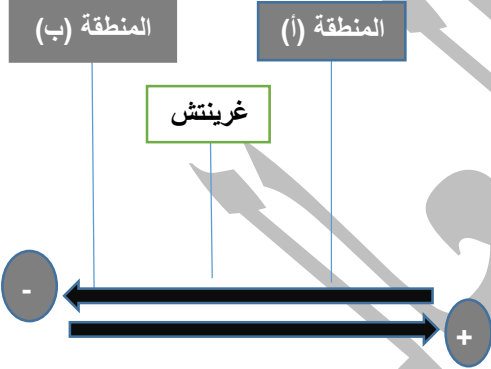 المنطقة (أ)
المنطقة (ب)
غرينتش
-
+